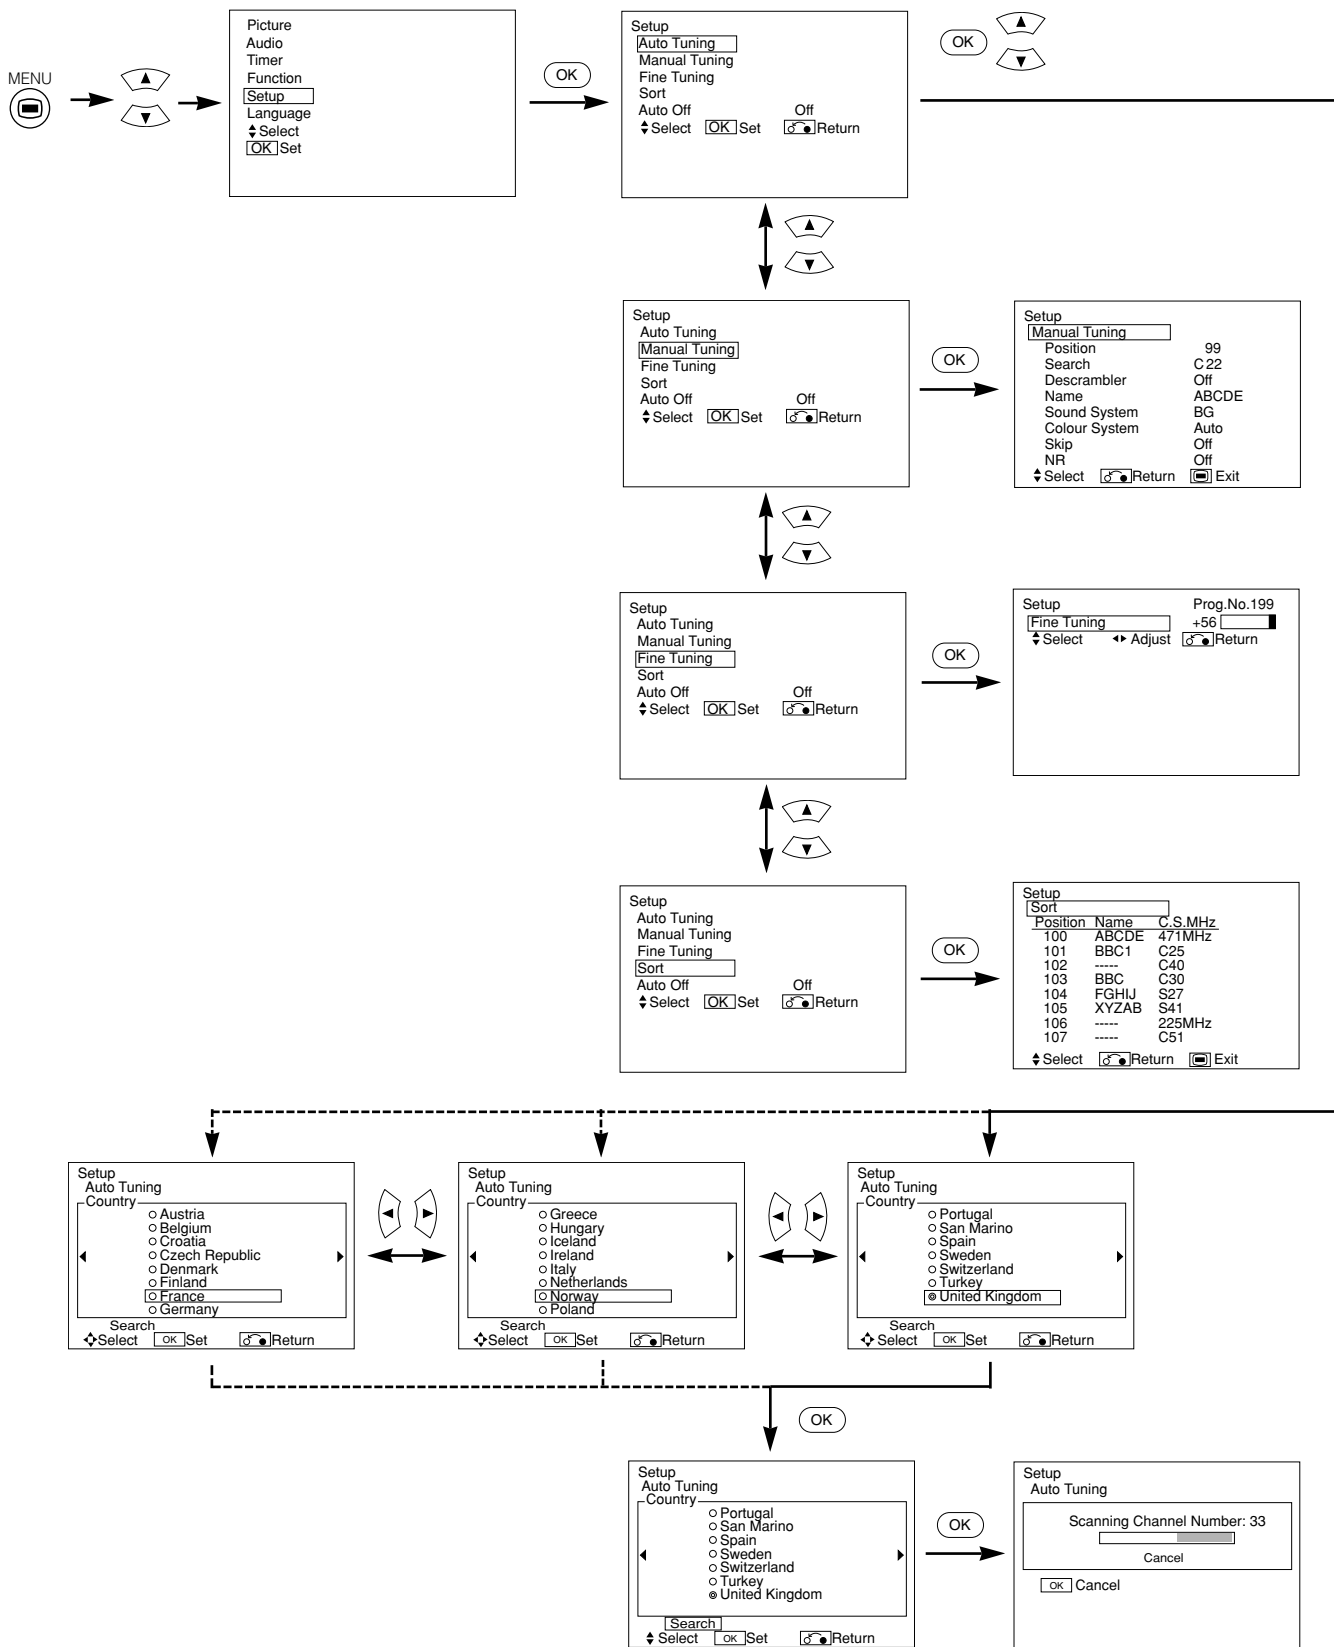 MENU
Picture
Audio
Timer
Function
Setup
Language
Select
OK Set
OK
Setup
Auto Tuning
Manual Tuning
Fine Tuning
Sort
Auto Off Off
Select OK Set Return
OK
Setup
Auto Tuning
Manual Tuning
Fine Tuning
Sort
Auto Off Off
Select OK Set Return
OK
Setup
Manual Tuning
Position 99
Search C22
Descrambler Off
Name ABCDE
Sound System BG
Colour System Auto
Skip Off
NR Off
Select Return Exit
Setup
Auto Tuning
Manual Tuning
Fine Tuning
Sort
Auto Off Off
Select OK Set Return
OK
Setup Prog.No.199
Fine Tuning +56
Select Adjust Return
Setup
Auto Tuning
Manual Tuning
Fine Tuning
Sort
Auto Off Off
Select OK Set Return
OK
Setup
Sort
Position Name C.S.MHz
100 ABCDE 471MHz
101 BBC1 C25
102 ----- C40
103 BBC C30
104 FGHIJ S27
105 XYZAB S41
106 ----- 225MHz
107 ----- C51
Select Return Exit
Setup
Auto Tuning
Country
Austria
Belgium
Croatia
Czech Republic
Denmark
Finland
France
Germany
Search
Select OK Set Return
Setup
Auto Tuning
Country
Greece
Hungary
Iceland
Ireland
Italy
Netherlands
Norway
Poland
Search
Select OK Set Return
Setup
Auto Tuning
Country
Portugal
San Marino
Spain
Sweden
Switzerland
Turkey
United Kingdom
Search
Select OK Set Return
OK
Setup
Auto Tuning
Country
Portugal
San Marino
Spain
Sweden
Switzerland
Turkey
United Kingdom
Search
Select OK Set Return
OK
Setup
Auto Tuning
Scanning Channel Number: 33
Cancel
OK Cancel